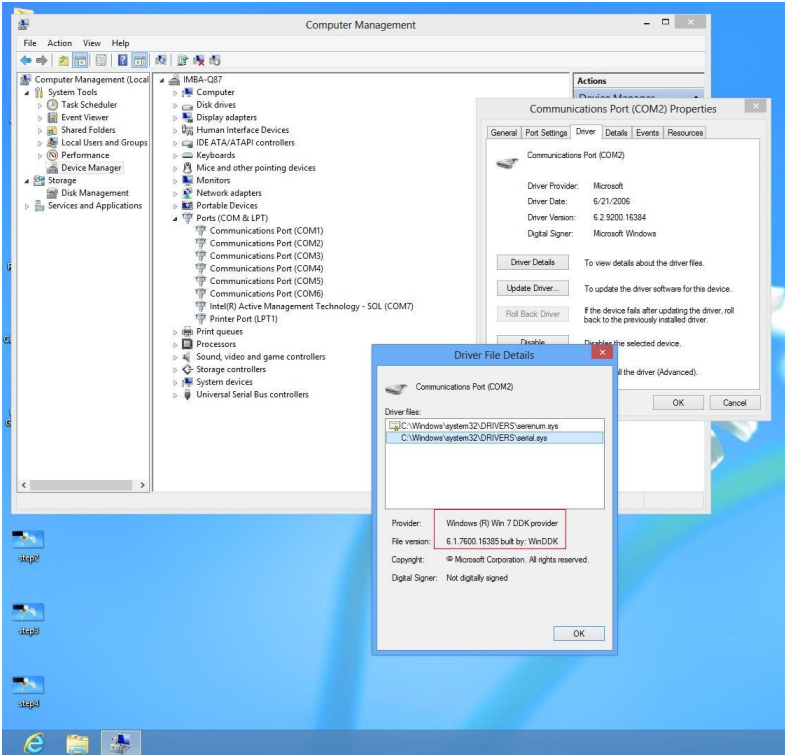 Computer Management
File Action View Help
Computer Management (Local
System Tools
Task Scheduler
Event Viewer
Shared Folders
Local Users and Groups
Performance
Device Manager
Storage
Disk Management
Services and Applications
IMBA-Q87
Computer
Disk drives
Display adapters
Human Interface Devices
IDE ATA/ATAPI controllers
Keyboards
Mice and other pointing devices
Monitors
Network adapters
Portable Devices
Ports (COM & LPT)
Communications Port (COM1)
Communications Port (COM2)
Communications Port (COM3)
Communications Port (COM4)
Communications Port (COM5)
Communications Port (COM6)
Intel(R) Active Management Technology - SOL (COM7)
Printer Port (LPT1)
Print queues
Processors
Sound, video and game controllers
Storage controllers
System devices
Universal Serial Bus controllers
Actions
Device Manager
Communications Port (COM2) Properties
General Port Settings Driver Details Events Resources
Communications Port (COM2)
Driver Provider: Microsoft
Driver Date: 6/21/2006
Driver Version: 6.2.9200.16384
Digital Signer: Microsoft Windows
Driver Details To view details about the driver files.
Update Driver... To update the driver software for this device.
Roll Back Driver If the device fails after updating the driver, roll
back to the previously installed driver.
Disable Disables the selected device.
the driver (Advanced).
OK Cancel
Driver File Details
Communications Port (COM2)
Driver files:
C:\Windows\system32\DRIVERS\serenum.sys
C:\Windows\system32\DRIVERS\serial.sys
Provider: Windows (R) Win 7 DDK provider
File version: 6.1.7600.16385 built by: WinDDK
Copyright: © Microsoft Corporation. All rights reserved.
Digital Signer: Not digitally signed
OK
step2
step3
step4